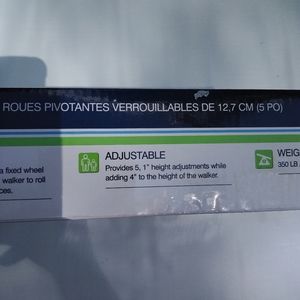 ROUES PIVOTANTES VERROUILLABLES DE 12,7 CM (5 PO)
ADJUSTABLE
Provides 5, 1" height adjustments while
adding 4" to the height of the walker.
a fixed wheel
walker to roll
ces.
WEIG
350 LB